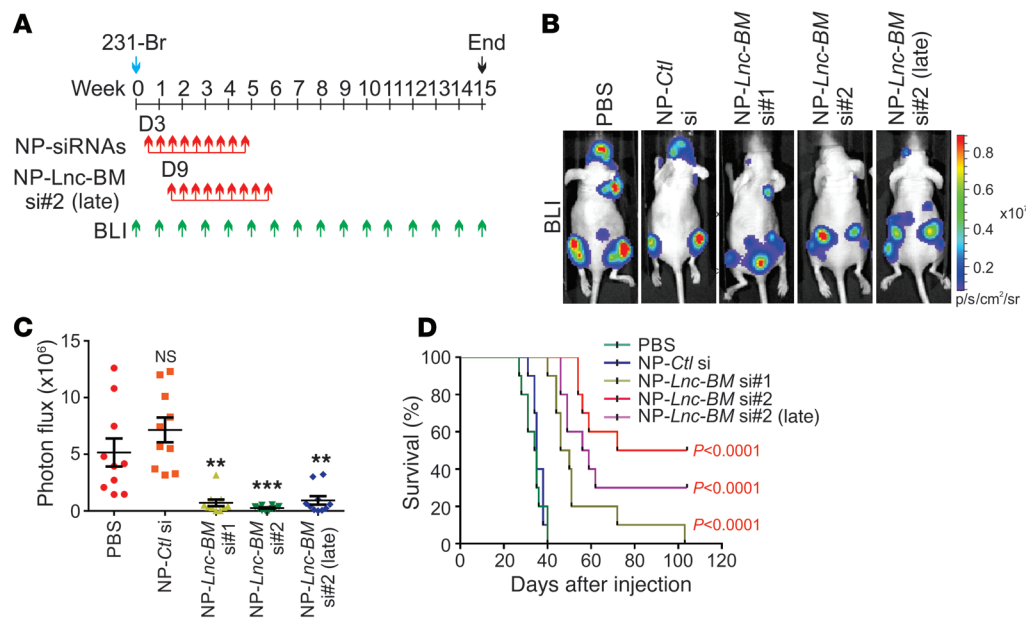 A
231-Br
End
Week 0 1 2 3 4 5 6 7 8 9 10 11 12 13 14 15
D3
NP-siRNAs
D9
NP-Lnc-BM
si#2 (late)
BLI
B
PBS
NP-Ctl
si
NP-Lnc-BM
si#1
NP-Lnc-BM
si#2
NP-Lnc-BM
si#2 (late)
BLI
0.8
0.6
0.4
0.2
p/s/cm²/sr
C
Photon flux (x10⁶)
15
10
5
0
NS
**
***
**
PBS
NP-Ctl si
NP-Lnc-BM
si#1
NP-Lnc-BM
si#2
NP-Lnc-BM
si#2 (late)
D
PBS
NP-Ctl si
NP-Lnc-BM si#1
NP-Lnc-BM si#2
NP-Lnc-BM si#2 (late)
Survival (%)
100
80
60
40
20
0
P<0.0001
P<0.0001
P<0.0001
0 20 40 60 80 100 120
Days after injection